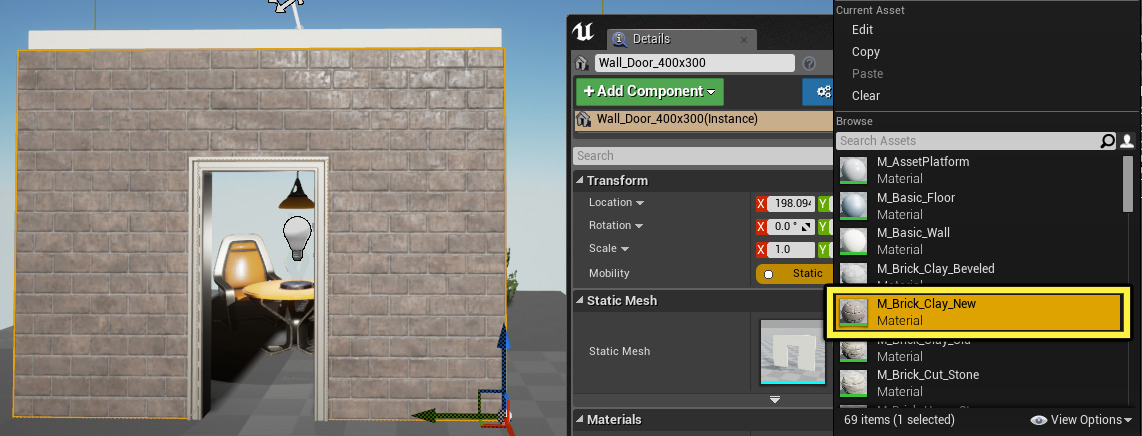 Details
Wall_Door_400x300
+ Add Component
Wall_Door_400x300(Instance)
Search
Transform
Location
X 198.094 Y
Rotation
X 0.0 ° Y
Scale
X 1.0 Y
Mobility
Static
Static Mesh
Static Mesh
Materials
Current Asset
Edit
Copy
Paste
Clear
Browse
Search Assets
M_AssetPlatform
Material
M_Basic_Floor
Material
M_Basic_Wall
Material
M_Brick_Clay_Beveled
M_Brick_Clay_New
Material
Material
M_Brick_Cut_Stone
Material
69 items (1 selected)
View Options